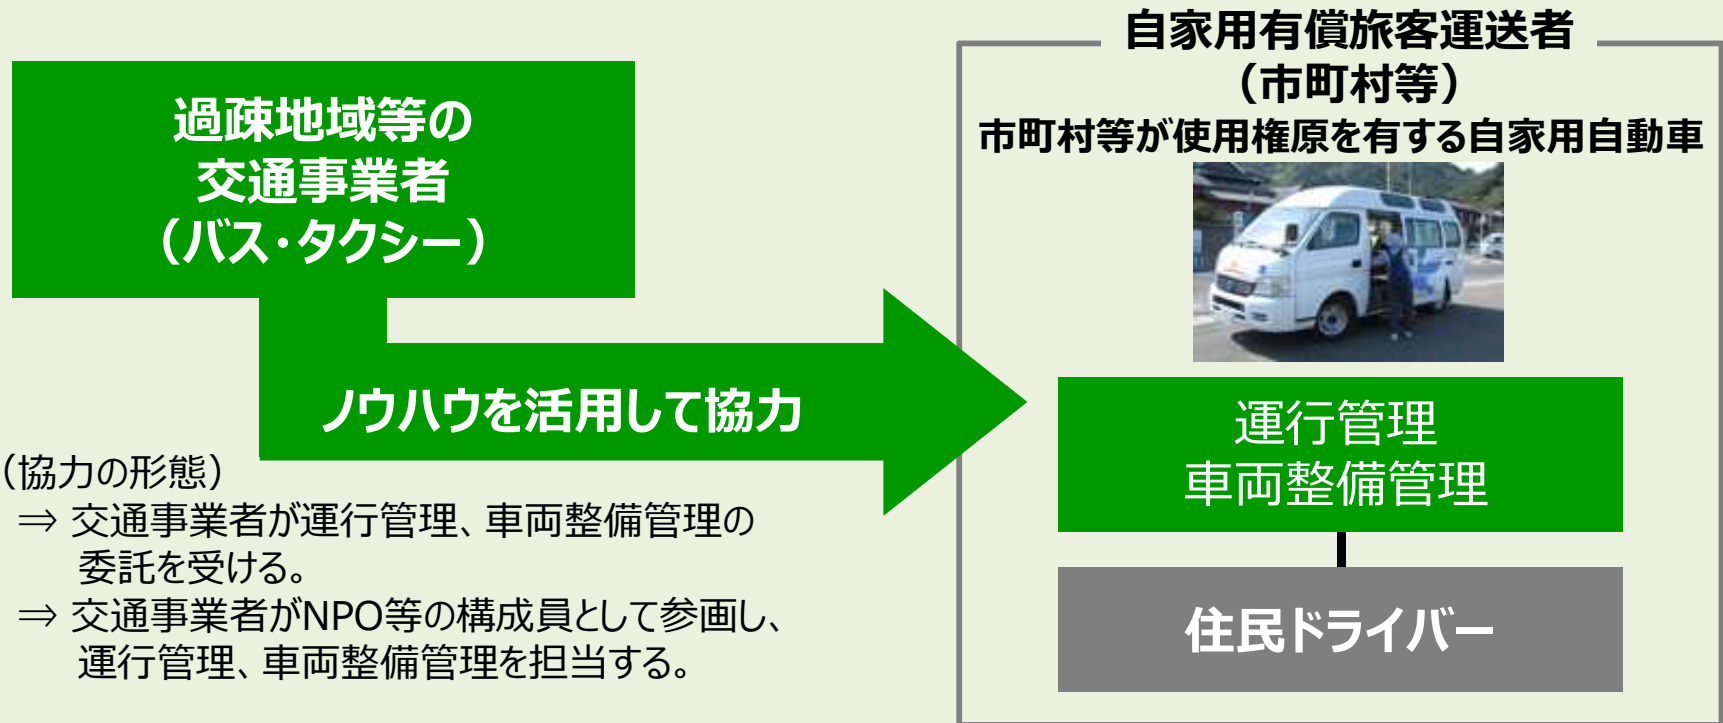 過疎地域等の
交通事業者
（バス・タクシー）
ノウハウを活用して協力
（協力の形態）
⇒ 交通事業者が運行管理、車両整備管理の
委託を受ける。
⇒ 交通事業者がNPO等の構成員として参画し、
運行管理、車両整備管理を担当する。
自家用有償旅客運送者
（市町村等）
市町村等が使用権原を有する自家用自動車
運行管理
車両整備管理
住民ドライバー